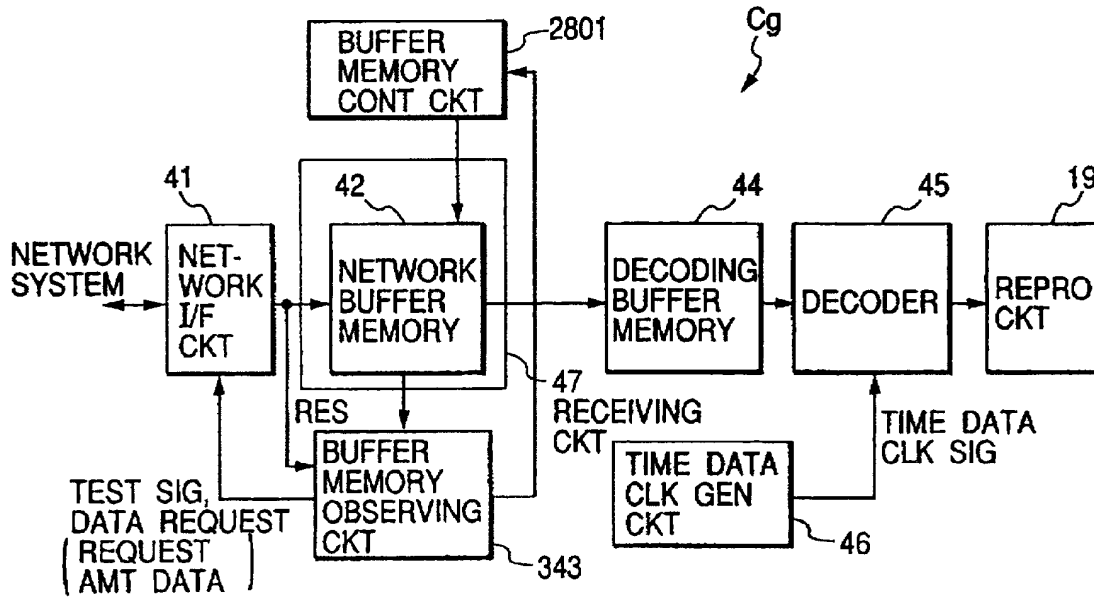 Cg
2801
BUFFER
MEMORY
CONT CKT
41
42
44
45
19
NETWORK
SYSTEM
NET-
WORK
I/F
CKT
NETWORK
BUFFER
MEMORY
DECODING
BUFFER
MEMORY
DECODER
REPRO
CKT
47
RECEIVING
CKT
RES
BUFFER
MEMORY
OBSERVING
CKT
343
TEST SIG,
DATA REQUEST
(REQUEST
AMT DATA)
TIME DATA
CLK GEN
CKT
46
TIME DATA
CLK SIG